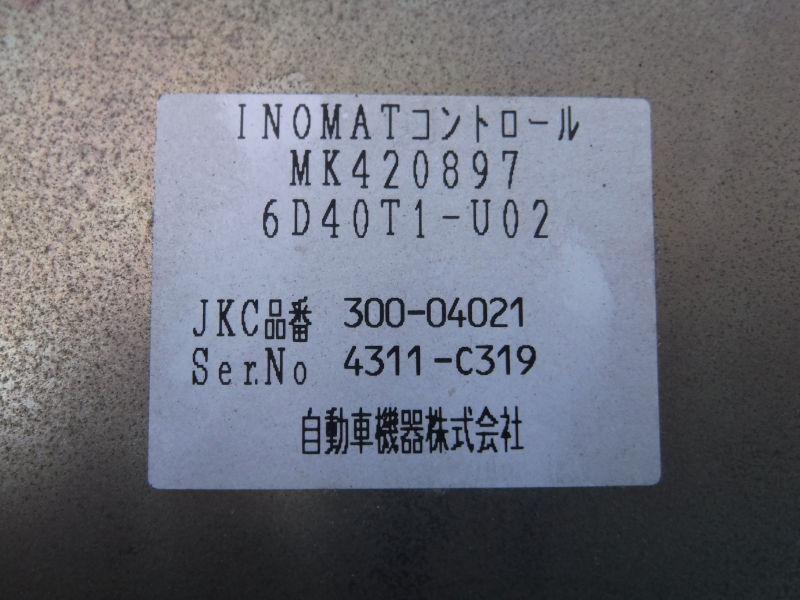 INOMATコントロール
MK420897
6D40T1-U02
JKC品番 300-04021
Ser.No 4311-C319
自動車機器株式会社